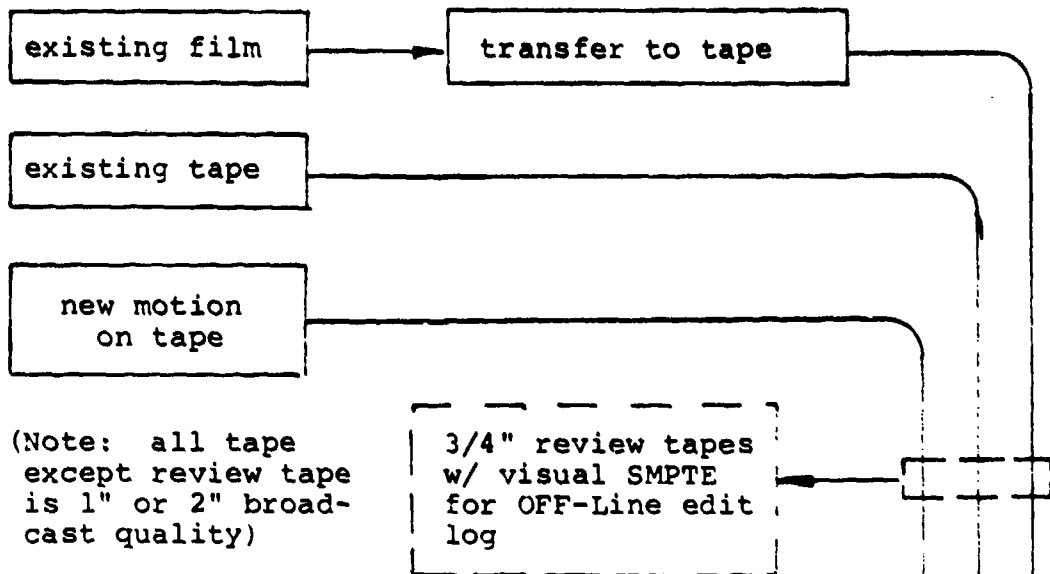 existing film
transfer to tape
existing tape
new motion
on tape
(Note: all tape
except review tape
is 1" or 2" broad-
cast quality)
3/4" review tapes
w/ visual SMPTE
for OFF-Line edit
log